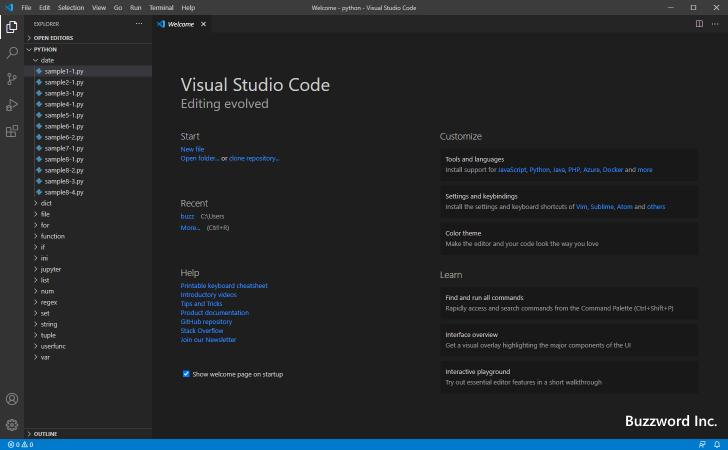 File Edit Selection View Go Run Terminal Help
Welcome - python - Visual Studio Code
EXPLORER
OPEN EDITORS
PYTHON
date
sample1-1.py
sample2-1.py
sample3-1.py
sample4-1.py
sample5-1.py
sample6-1.py
sample6-2.py
sample7-1.py
sample8-1.py
sample8-2.py
sample8-3.py
sample8-4.py
dict
file
for
function
if
ini
jupyter
list
num
regex
set
string
tuple
userfunc
var
OUTLINE
Welcome
Visual Studio Code
Editing evolved
Start
New file
Open folder... or clone repository...
Recent
buzz C:\Users
More... (Ctrl+R)
Help
Printable keyboard cheatsheet
Introductory videos
Tips and Tricks
Product documentation
GitHub repository
Stack Overflow
Join our Newsletter
Show welcome page on startup
Customize
Tools and languages
Install support for JavaScript, Python, Java, PHP, Azure, Docker and more
Settings and keybindings
Install the settings and keyboard shortcuts of Vim, Sublime, Atom and others
Color theme
Make the editor and your code look the way you love
Learn
Find and run all commands
Rapidly access and search commands from the Command Palette (Ctrl+Shift+P)
Interface overview
Get a visual overlay highlighting the major components of the UI
Interactive playground
Try out essential editor features in a short walkthrough
Buzzword Inc.
0 0